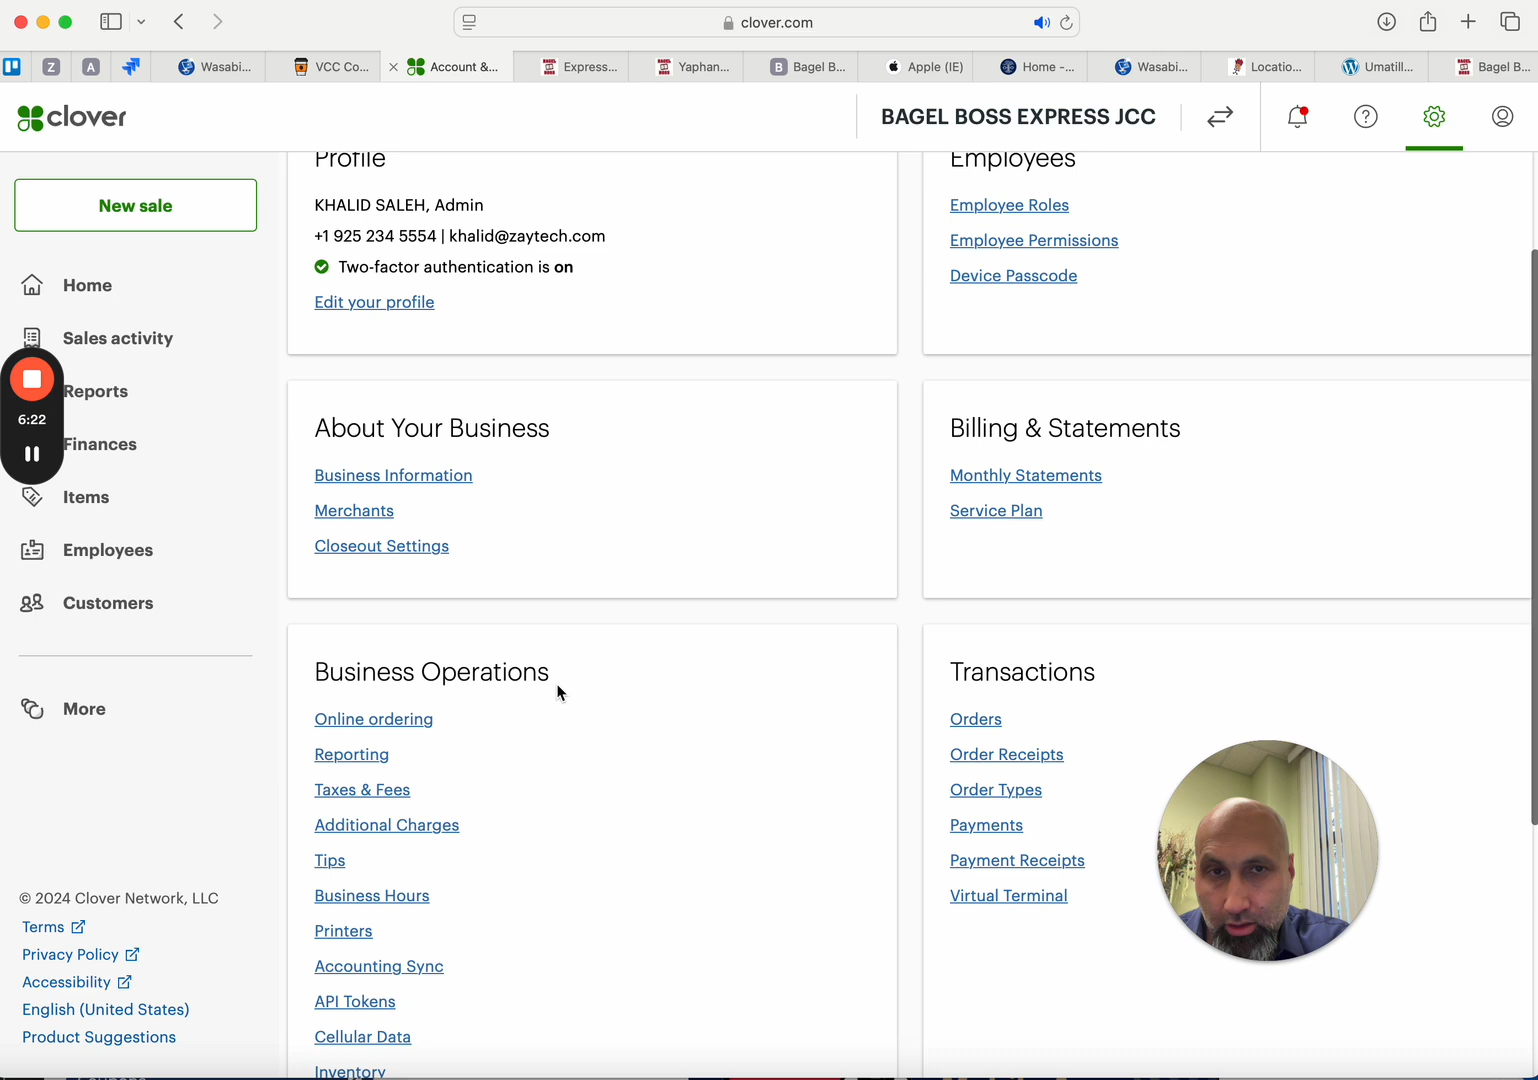 clover.com
Wasabi...
VCC Co...
Account &...
Express...
Yaphan...
Bagel B...
Apple (IE)
Home -...
Wasabi...
Locatio...
Umatill...
Bagel B...
clover
BAGEL BOSS EXPRESS JCC
New sale
Home
Sales activity
Reports
6:22
Finances
Items
Employees
Customers
More
© 2024 Clover Network, LLC
Terms
Privacy Policy
Accessibility
English (United States)
Product Suggestions
Profile
KHALID SALEH, Admin
+1 925 234 5554 | khalid@zaytech.com
Two-factor authentication is on
Edit your profile
Employees
Employee Roles
Employee Permissions
Device Passcode
About Your Business
Business Information
Merchants
Closeout Settings
Billing & Statements
Monthly Statements
Service Plan
Business Operations
Online ordering
Reporting
Taxes & Fees
Additional Charges
Tips
Business Hours
Printers
Accounting Sync
API Tokens
Cellular Data
Inventory
Transactions
Orders
Order Receipts
Order Types
Payments
Payment Receipts
Virtual Terminal